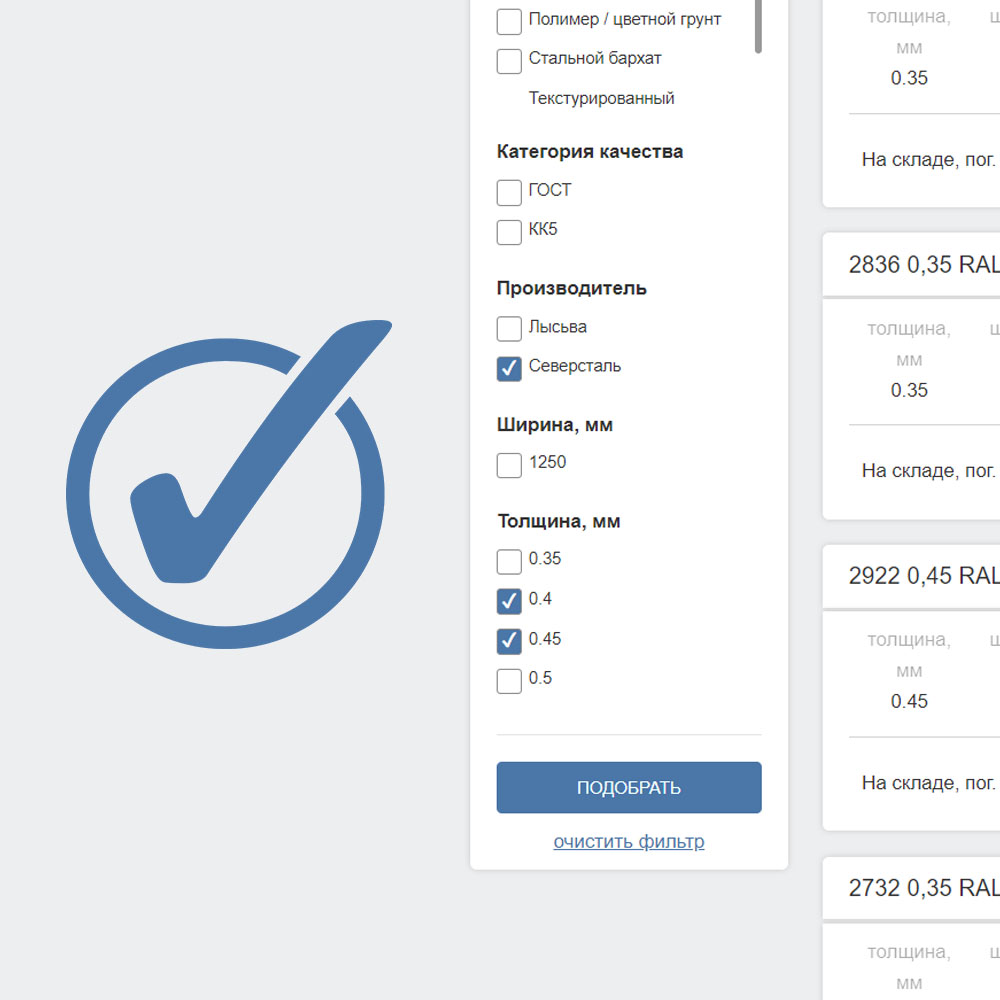 Полимер / цветной грунт
Стальной бархат
Текстурированный
Категория качества
ГОСТ
КК5
Производитель
Лысьва
Северсталь
Ширина, мм
1250
Толщина, мм
0.35
0.4
0.45
0.5
ПОДОБРАТЬ
очистить фильтр
толщина,
мм
0.35
На складе, пог.
2836 0,35 RAL
толщина,
мм
0.35
На складе, пог.
2922 0,45 RAL
толщина,
мм
0.45
На складе, пог.
2732 0,35 RAL
толщина,
мм